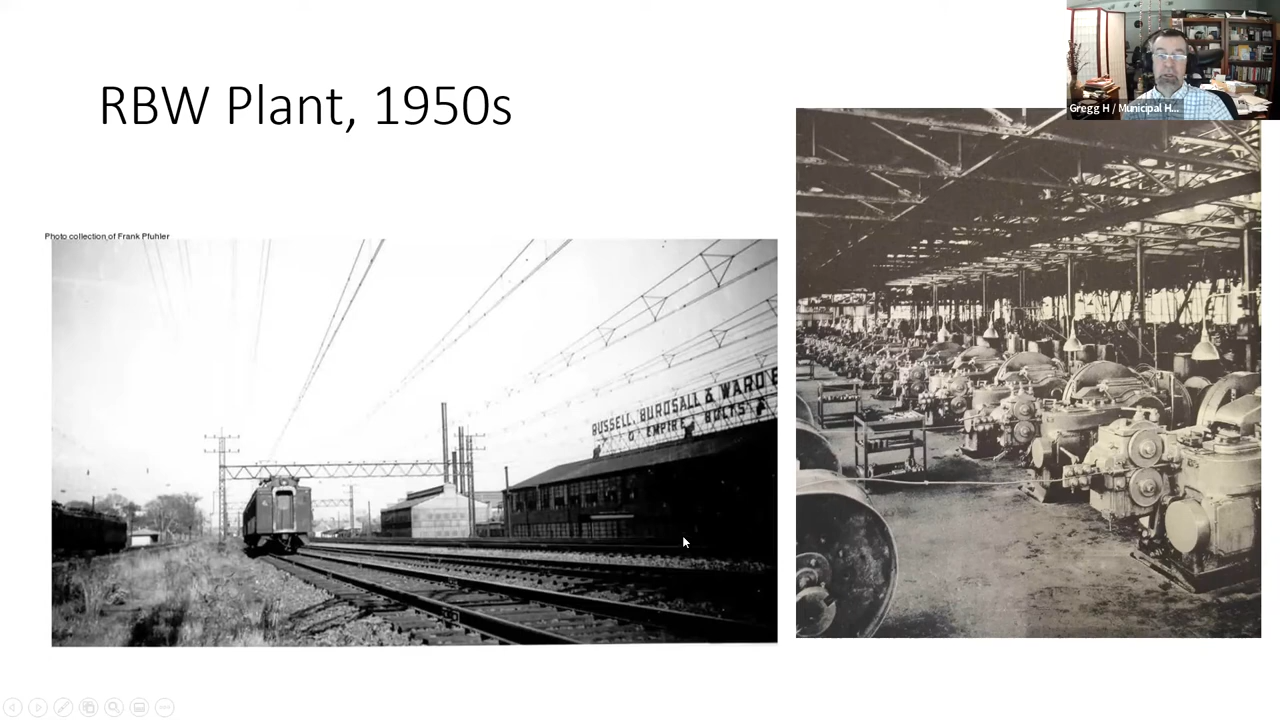 RBW Plant, 1950s
Gregg H / Municipal H...
Photo collection of Frank Pfuhler
RUSSELL, BURDSALL & WARD B
EMPIRE BOLTS